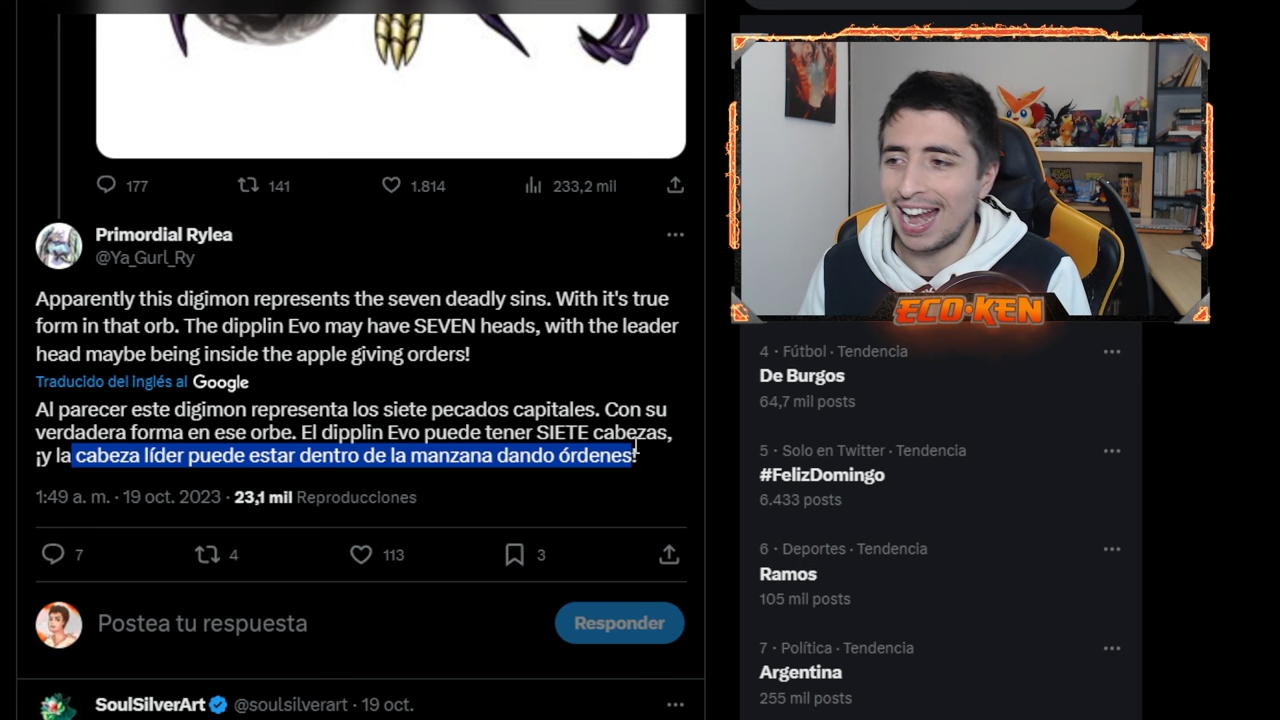 177
141
1.814
233,2 mil
Primordial Rylea
@Ya_Gurl_Ry
Apparently this digimon represents the seven deadly sins. With it's true
form in that orb. The dipplin Evo may have SEVEN heads, with the leader
head maybe being inside the apple giving orders!
Traducido del inglés al Google
Al parecer este digimon representa los siete pecados capitales. Con su
verdadera forma en ese orbe. El dipplin Evo puede tener SIETE cabezas,
¡y la cabeza líder puede estar dentro de la manzana dando órdenes!
1:49 a. m. · 19 oct. 2023 · 23,1 mil Reproducciones
7
4
113
3
Postea tu respuesta
Responder
SoulSilverArt @soulsilverart · 19 oct.
ECO·KEN
4 · Fútbol · Tendencia
De Burgos
64,7 mil posts
5 · Solo en Twitter · Tendencia
#FelizDomingo
6.433 posts
6 · Deportes · Tendencia
Ramos
105 mil posts
7 · Política · Tendencia
Argentina
255 mil posts